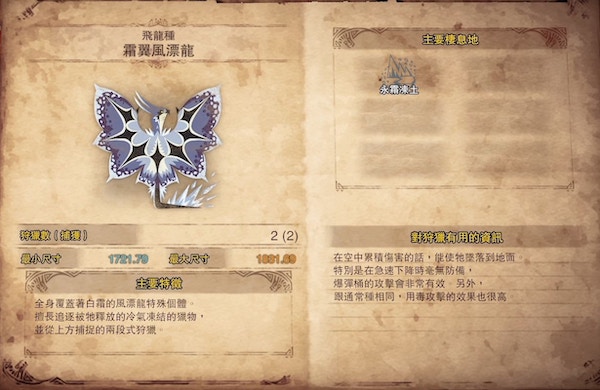 飛龍種
霜翼風漂龍
狩獵數(捕獲)
2 (2)
最小尺寸
1721.79
最大尺寸
主要特徵
全身覆蓋著白霜的風漂龍特殊個體。
擅長追逐被牠釋放的冷氣凍結的獵物，
並從上方捕捉的兩段式狩獵。
主要棲息地
永霜凍土
對狩獵有用的資訊
在空中累積傷害的話，能使牠墜落到地面。
特別是在急速下降時毫無防備，
爆彈桶的攻擊會非常有效。另外，
跟通常種相同，用毒攻擊的效果也很高